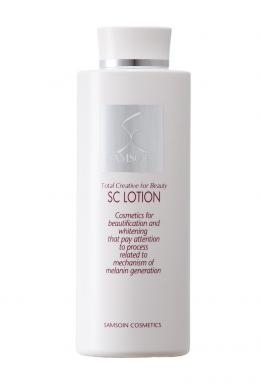 SAMSOIN
Total Creative for Beauty
SC LOTION
Cosmetics for
beautification and
whitening
that pay attention
to process
related to
mechanism of
melanin generation
SAMSOIN COSMETICS